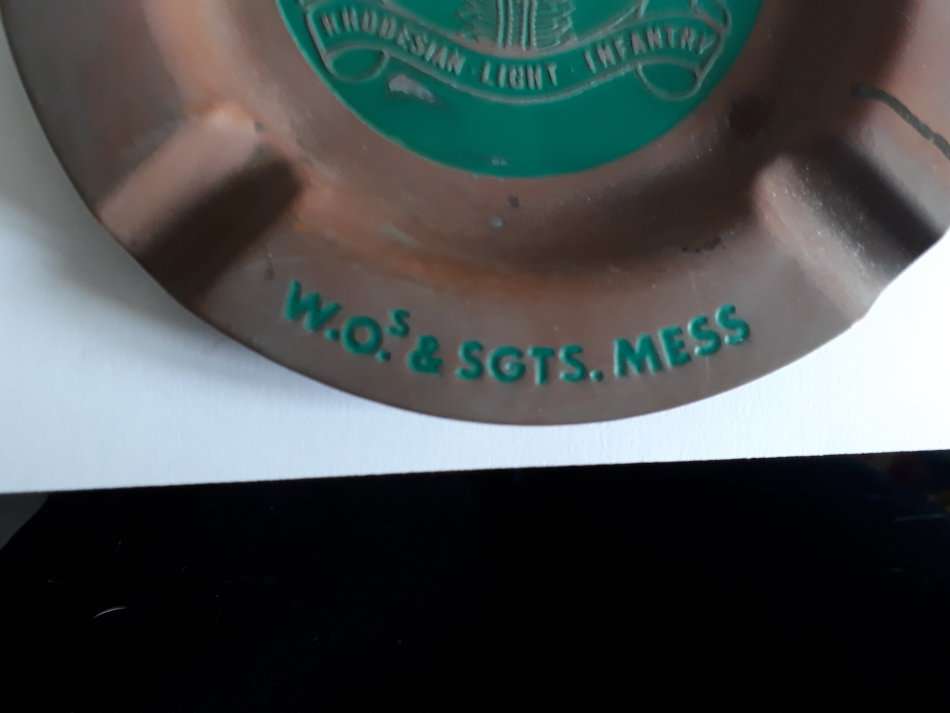 RHODESIAN · LIGHT · INFANTRY
W.O.S & SGTS. MESS